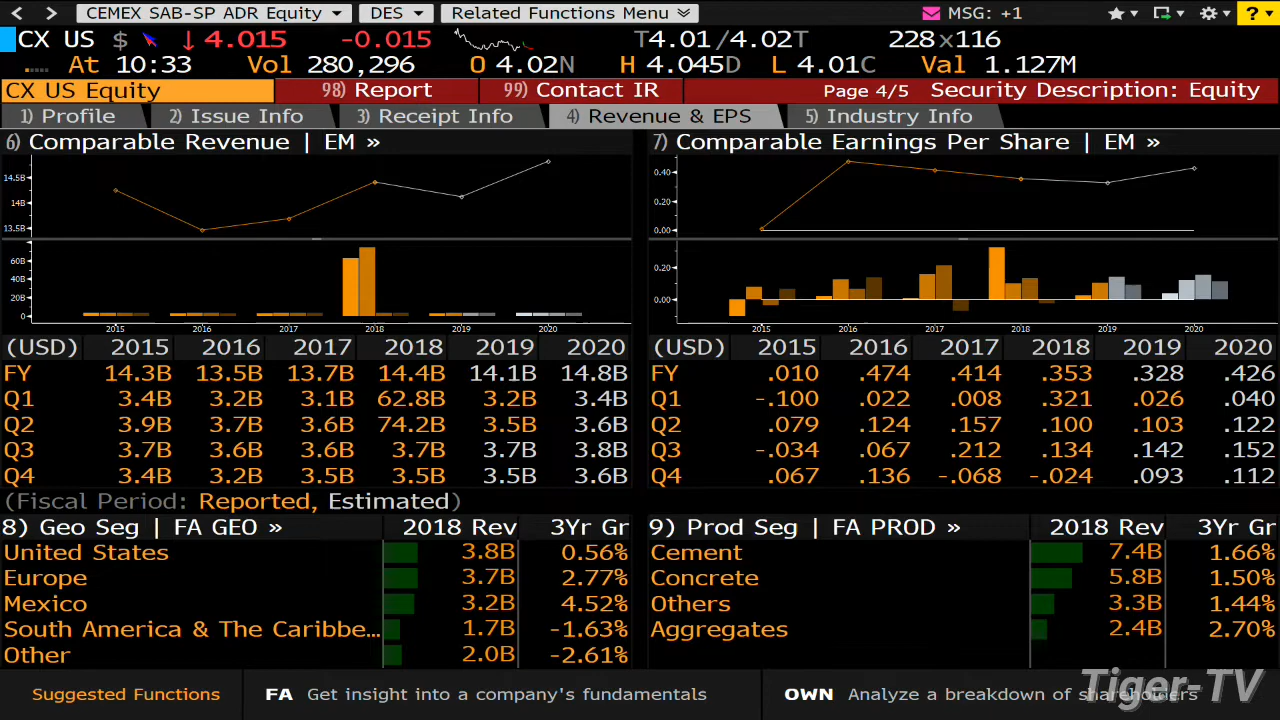 CEMEX SAB-SP ADR Equity DES Related Functions Menu MSG: +1 ?
CX US $ ↓ 4.015 -0.015 T4.01/4.02T 228x116
At 10:33 Vol 280,296 O 4.02N H 4.045D L 4.01C Val 1.127M
CX US Equity 98) Report 99) Contact IR Page 4/5 Security Description: Equity
1) Profile 2) Issue Info 3) Receipt Info 4) Revenue & EPS 5) Industry Info
6) Comparable Revenue | EM »
14.5B
14B
13.5B
60B
40B
20B
0
2015 2016 2017 2018 2019 2020
(USD) 2015 2016 2017 2018 2019 2020
FY 14.3B 13.5B 13.7B 14.4B 14.1B 14.8B
Q1 3.4B 3.2B 3.1B 62.8B 3.2B 3.4B
Q2 3.9B 3.7B 3.6B 74.2B 3.5B 3.6B
Q3 3.7B 3.6B 3.6B 3.7B 3.7B 3.8B
Q4 3.4B 3.2B 3.5B 3.5B 3.5B 3.6B
7) Comparable Earnings Per Share | EM »
0.40
0.20
0.00
0.20
0.00
2015 2016 2017 2018 2019 2020
(USD) 2015 2016 2017 2018 2019 2020
FY .010 .474 .414 .353 .328 .426
Q1 -.100 .022 .008 .321 .026 .040
Q2 .079 .124 .157 .100 .103 .122
Q3 -.034 .067 .212 .134 .142 .152
Q4 .067 .136 -.068 -.024 .093 .112
(Fiscal Period: Reported, Estimated)
8) Geo Seg | FA GEO » 2018 Rev 3Yr Gr
United States 3.8B 0.56%
Europe 3.7B 2.77%
Mexico 3.2B 4.52%
South America & The Caribbe... 1.7B -1.63%
Other 2.0B -2.61%
9) Prod Seg | FA PROD » 2018 Rev 3Yr Gr
Cement 7.4B 1.66%
Concrete 5.8B 1.50%
Others 3.3B 1.44%
Aggregates 2.4B 2.70%
Suggested Functions FA Get insight into a company's fundamentals OWN Analyze a breakdown of shareholders
Tiger-TV